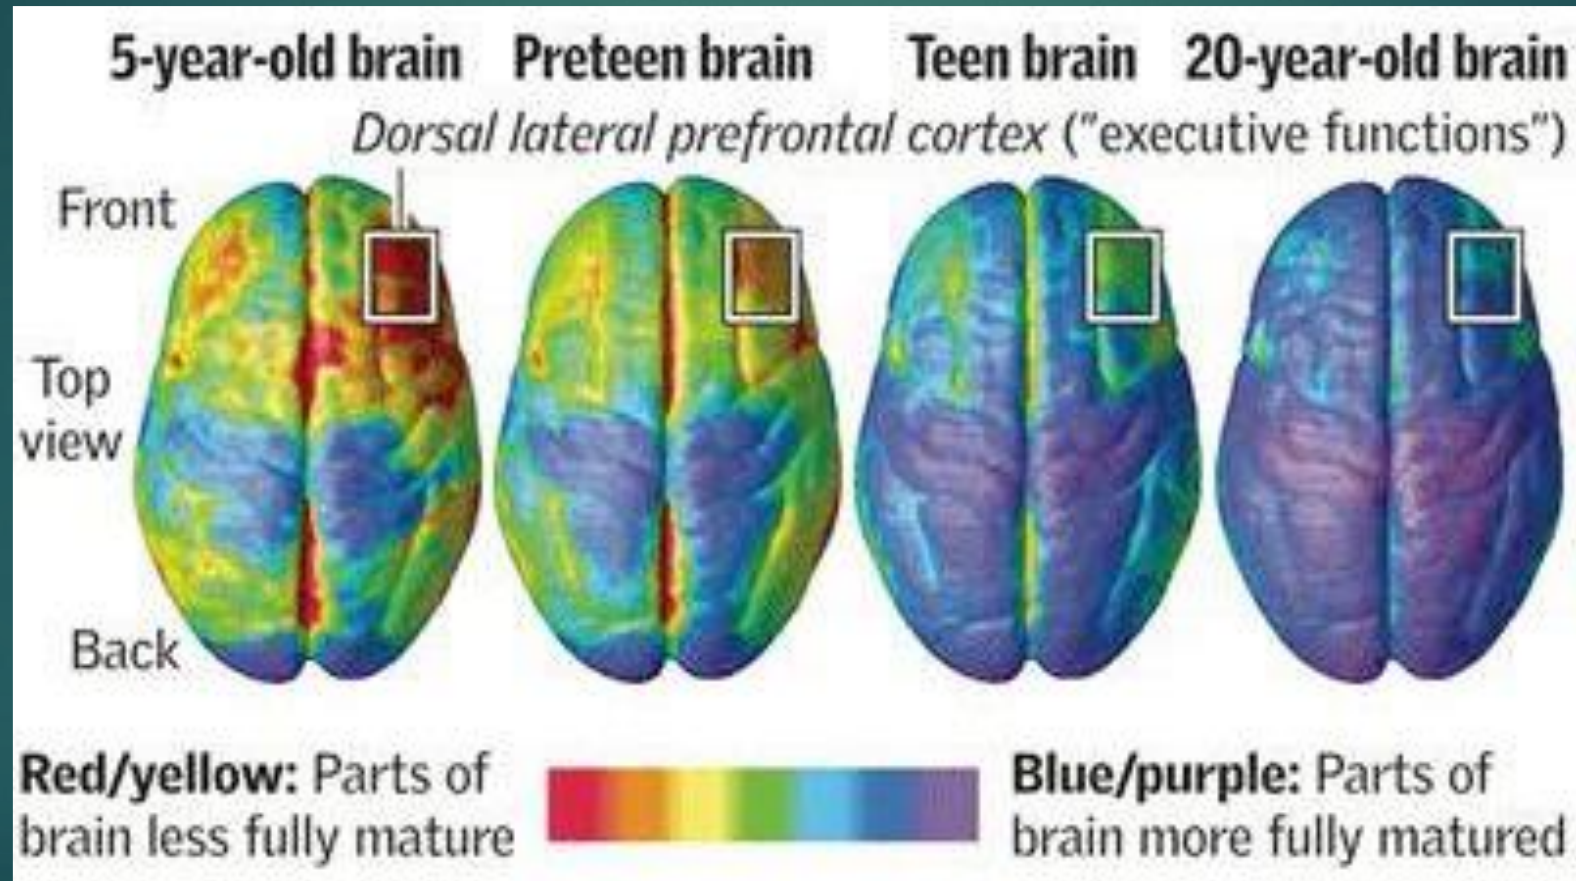 5-year-old brain Preteen brain Teen brain 20-year-old brain
Dorsal lateral prefrontal cortex ("executive functions")
Front
Top
view
Back
Red/yellow: Parts of
brain less fully mature
Blue/purple: Parts of
brain more fully matured